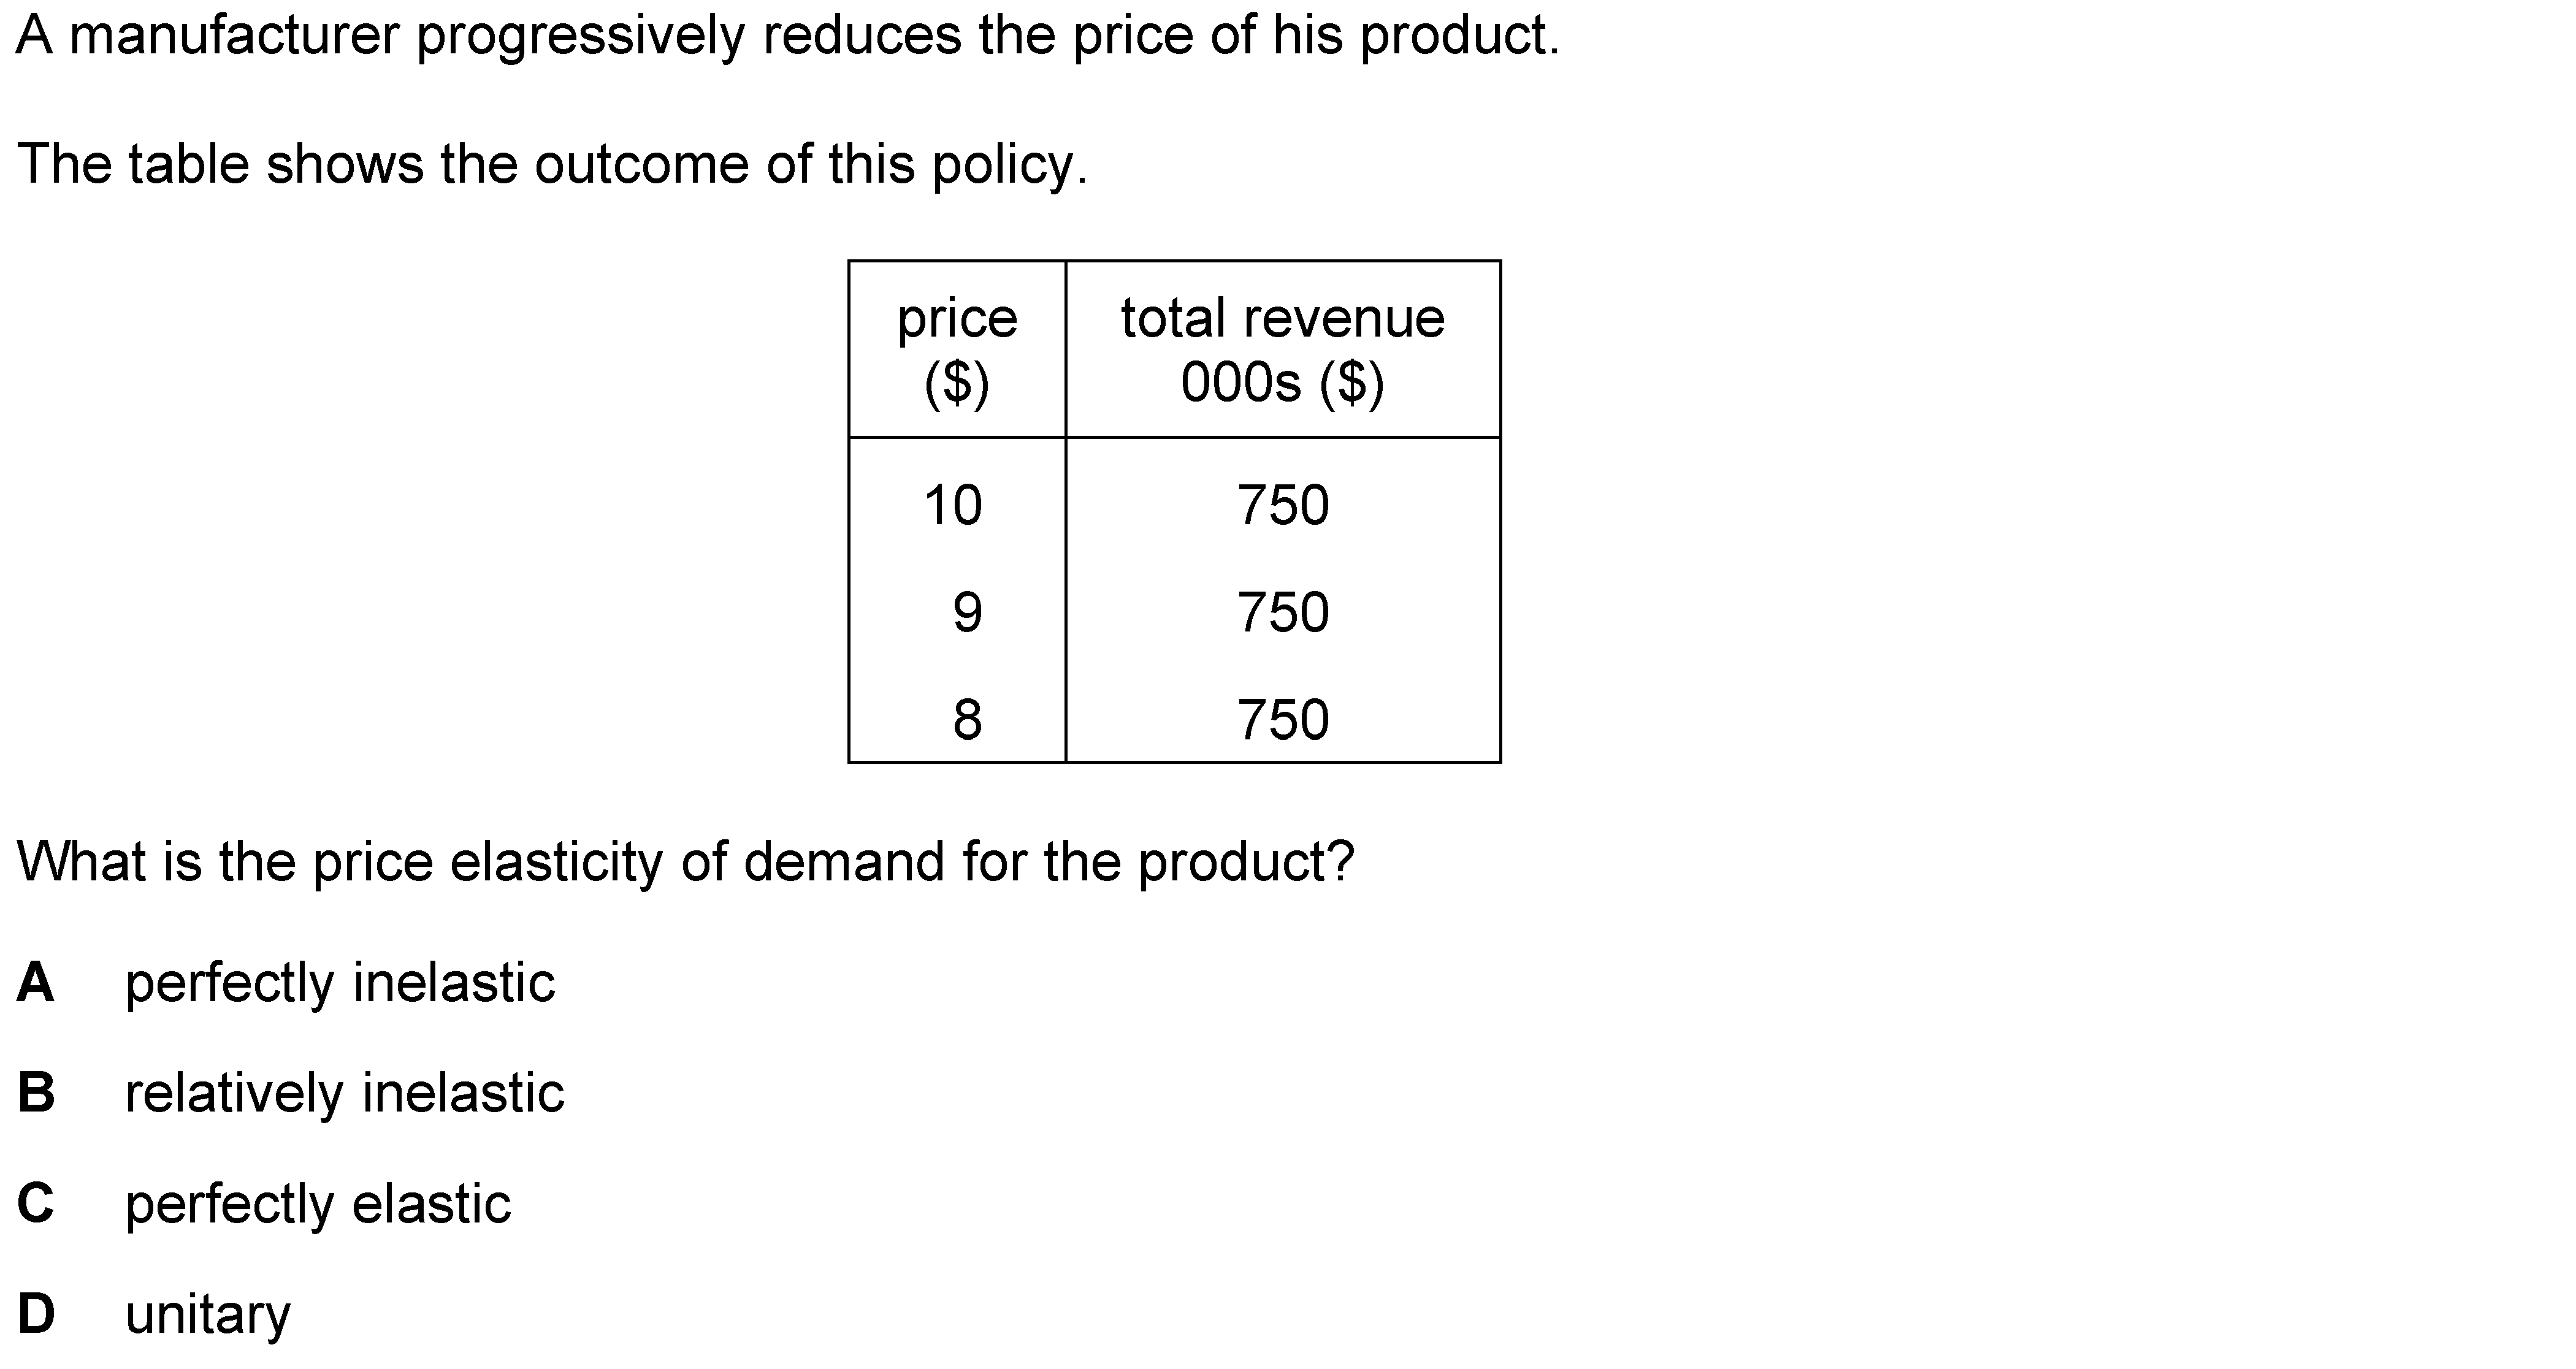 A manufacturer progressively reduces the price of his product.
The table shows the outcome of this policy.
price ($) total revenue 000s ($)
10 750
9 750
8 750
What is the price elasticity of demand for the product?
A perfectly inelastic
B relatively inelastic
C perfectly elastic
D unitary